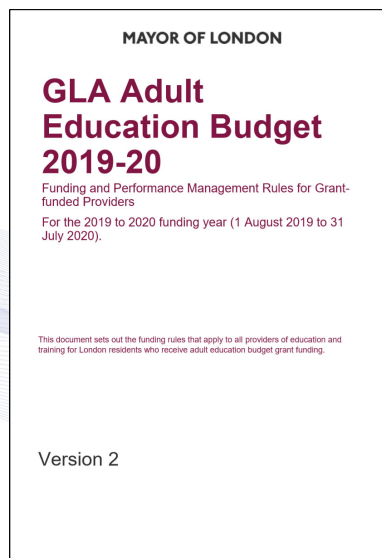 MAYOR OF LONDON
GLA Adult
Education Budget
2019-20
Funding and Performance Management Rules for Grant-
funded Providers
For the 2019 to 2020 funding year (1 August 2019 to 31
July 2020).
This document sets out the funding rules that apply to all providers of education and
training for London residents who receive adult education budget grant funding.
Version 2